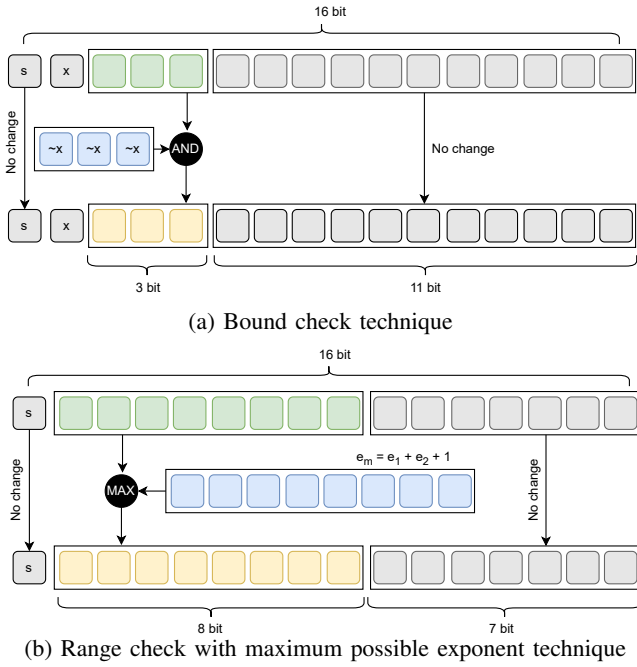 16 bit
s x
No change
~x ~x ~x
AND
No change
s x
3 bit
11 bit
(a) Bound check technique
16 bit
s
No change
e_m = e_1 + e_2 + 1
MAX
No change
s
8 bit
7 bit
(b) Range check with maximum possible exponent technique